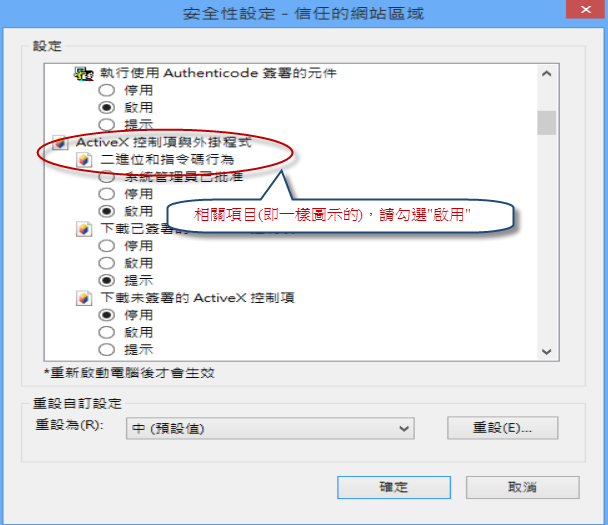 安全性設定 - 信任的網站區域
設定
執行使用 Authenticode 簽署的元件
停用
啟用
提示
ActiveX 控制項與外掛程式
二進位和指令碼行為
系統管理員已批准
停用
啟用
相關項目(即一樣圖示的)，請勾選"啟用"
下載已簽署的
停用
啟用
提示
下載未簽署的 ActiveX 控制項
停用
啟用
提示
*重新啟動電腦後才會生效
重設自訂設定
重設為(R):
中 (預設值)
重設(E)...
確定
取消